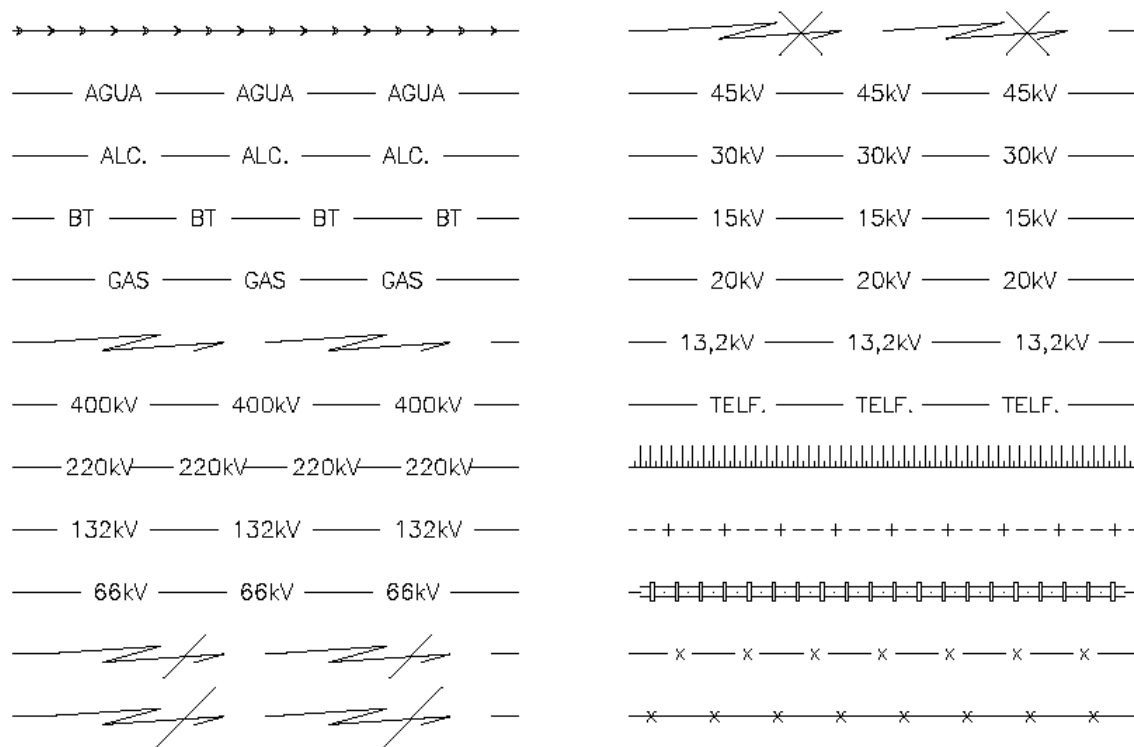 AGUA AGUA AGUA
ALC. ALC. ALC.
BT BT BT BT
GAS GAS GAS
400kV 400kV 400kV
220kV 220kV 220kV 220kV
132kV 132kV 132kV
66kV 66kV 66kV
45kV 45kV 45kV
30kV 30kV 30kV
15kV 15kV 15kV
20kV 20kV 20kV
13,2kV 13,2kV 13,2kV
TELF. TELF. TELF.